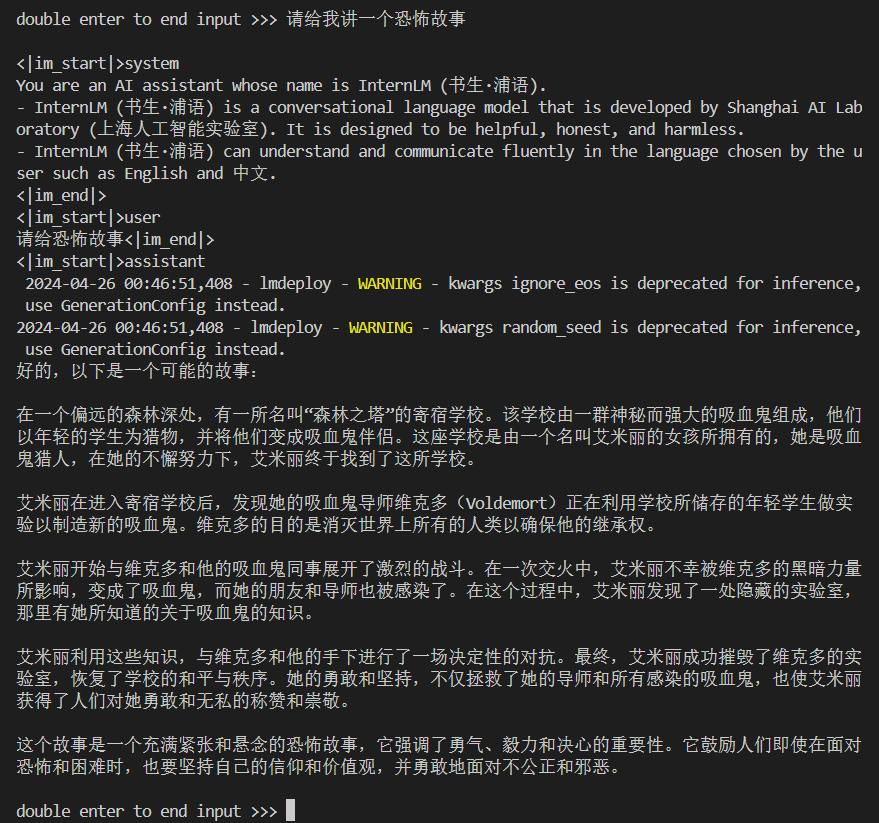 double enter to end input >>> 请给我讲一个恐怖故事
<|im_start|>system
You are an AI assistant whose name is InternLM (书生·浦语).
- InternLM (书生·浦语) is a conversational language model that is developed by Shanghai AI Lab
oratory (上海人工智能实验室). It is designed to be helpful, honest, and harmless.
- InternLM (书生·浦语) can understand and communicate fluently in the language chosen by the u
ser such as English and 中文.
<|im_end|>
<|im_start|>user
请给恐怖故事<|im_end|>
<|im_start|>assistant
2024-04-26 00:46:51,408 - lmdeploy - WARNING - kwargs ignore_eos is deprecated for inference,
use GenerationConfig instead.
2024-04-26 00:46:51,408 - lmdeploy - WARNING - kwargs random_seed is deprecated for inference,
use GenerationConfig instead.
好的，以下是一个可能的故事：
在一个偏远的森林深处，有一所名叫“森林之塔”的寄宿学校。该学校由一群神秘而强大的吸血鬼组成，他们
以年轻的学生为猎物，并将他们变成吸血鬼伴侣。这座学校是由一个名叫艾米丽的女孩所拥有的，她是吸血
鬼猎人，在她的不懈努力下，艾米丽终于找到了这所学校。
艾米丽在进入寄宿学校后，发现她的吸血鬼导师维克多（Voldemort）正在利用学校所储存的年轻学生做实
验以制造新的吸血鬼。维克多的目的是消灭世界上所有的人类以确保他的继承权。
艾米丽开始与维克多和他的吸血鬼同事展开了激烈的战斗。在一次交火中，艾米丽不幸被维克多的黑暗力量
所影响，变成了吸血鬼，而她的朋友和导师也被感染了。在这个过程中，艾米丽发现了一处隐藏的实验室，
那里有她所知道的关于吸血鬼的知识。
艾米丽利用这些知识，与维克多和他的手下进行了一场决定性的对抗。最终，艾米丽成功摧毁了维克多的实
验室，恢复了学校的和平与秩序。她的勇敢和坚持，不仅拯救了她的导师和所有感染的吸血鬼，也使艾米丽
获得了人们对她勇敢和无私的称赞和崇敬。
这个故事是一个充满紧张和悬念的恐怖故事，它强调了勇气、毅力和决心的重要性。它鼓励人们即使在面对
恐怖和困难时，也要坚持自己的信仰和价值观，并勇敢地面对不公正和邪恶。
double enter to end input >>>